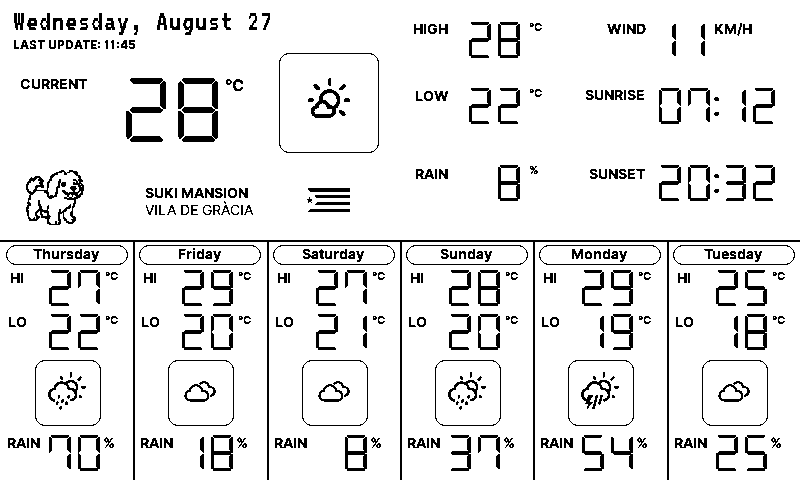 Wednesday, August 27
LAST UPDATE: 11:45
CURRENT 28 °C
SUKI MANSION
VILA DE GRÀCIA
HIGH 28 °C
LOW 22 °C
RAIN 8 %
WIND 11 KM/H
SUNRISE 07:12
SUNSET 20:32
Thursday
HI 27 °C
LO 22 °C
RAIN 70 %
Friday
HI 29 °C
LO 20 °C
RAIN 18 %
Saturday
HI 27 °C
LO 21 °C
RAIN 8 %
Sunday
HI 28 °C
LO 20 °C
RAIN 37 %
Monday
HI 29 °C
LO 19 °C
RAIN 54 %
Tuesday
HI 25 °C
LO 18 °C
RAIN 25 %